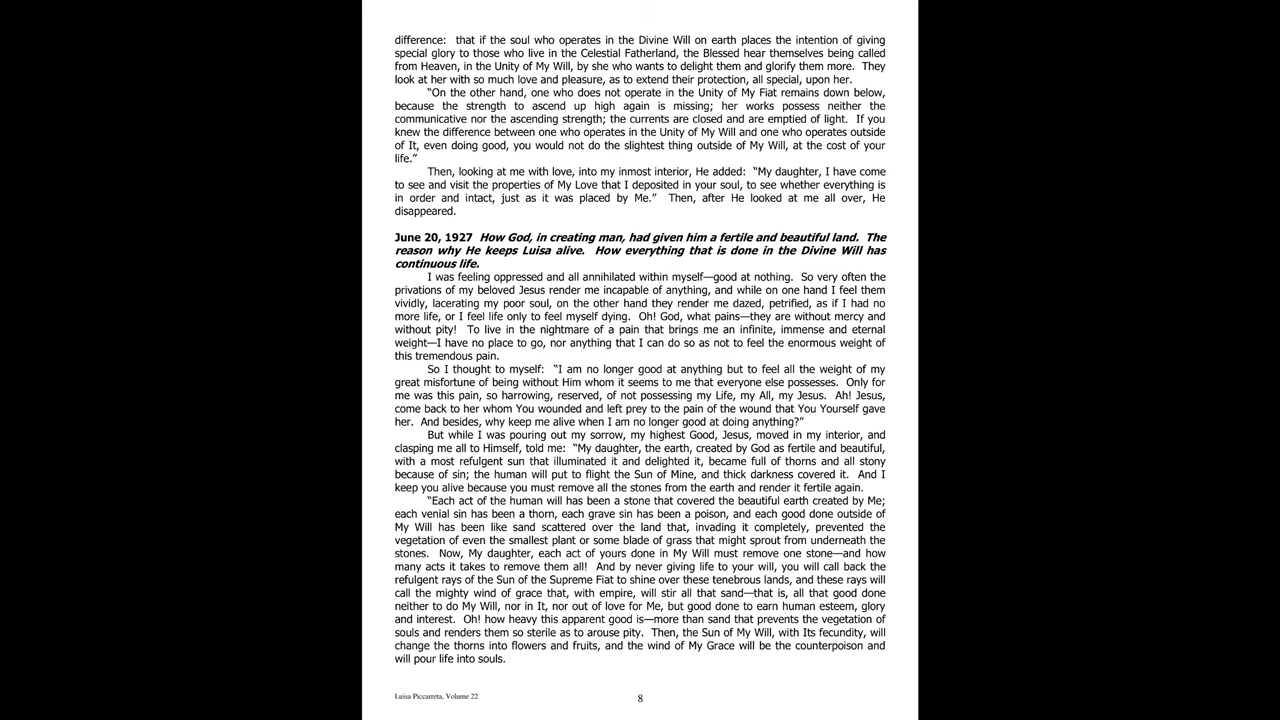 difference: that if the soul who operates in the Divine Will on earth places the intention of giving
special glory to those who live in the Celestial Fatherland, the Blessed hear themselves being called
from Heaven, in the Unity of My Will, by she who wants to delight them and glorify them more. They
look at her with so much love and pleasure, as to extend their protection, all special, upon her.
“On the other hand, one who does not operate in the Unity of My Fiat remains down below,
because the strength to ascend up high again is missing; her works possess neither the
communicative nor the ascending strength; the currents are closed and are emptied of light. If you
knew the difference between one who operates in the Unity of My Will and one who operates outside
of It, even doing good, you would not do the slightest thing outside of My Will, at the cost of your
life.”
Then, looking at me with love, into my inmost interior, He added: “My daughter, I have come
to see and visit the properties of My Love that I deposited in your soul, to see whether everything is
in order and intact, just as it was placed by Me.” Then, after He looked at me all over, He
disappeared.
June 20, 1927 How God, in creating man, had given him a fertile and beautiful land. The
reason why He keeps Luisa alive. How everything that is done in the Divine Will has
continuous life.
I was feeling oppressed and all annihilated within myself—good at nothing. So very often the
privations of my beloved Jesus render me incapable of anything, and while on one hand I feel them
vividly, lacerating my poor soul, on the other hand they render me dazed, petrified, as if I had no
more life, or I feel life only to feel myself dying. Oh! God, what pains—they are without mercy and
without pity! To live in the nightmare of a pain that brings me an infinite, immense and eternal
weight—I have no place to go, nor anything that I can do so as not to feel the enormous weight of
this tremendous pain.
So I thought to myself: “I am no longer good at anything but to feel all the weight of my
great misfortune of being without Him whom it seems to me that everyone else possesses. Only for
me was this pain, so harrowing, reserved, of not possessing my Life, my All, my Jesus. Ah! Jesus,
come back to her whom You wounded and left prey to the pain of the wound that You Yourself gave
her. And besides, why keep me alive when I am no longer good at doing anything?”
But while I was pouring out my sorrow, my highest Good, Jesus, moved in my interior, and
clasping me all to Himself, told me: “My daughter, the earth, created by God as fertile and beautiful,
with a most refulgent sun that illuminated it and delighted it, became full of thorns and all stony
because of sin; the human will put to flight the Sun of Mine, and thick darkness covered it. And I
keep you alive because you must remove all the stones from the earth and render it fertile again.
“Each act of the human will has been a stone that covered the beautiful earth created by Me;
each venial sin has been a thorn, each grave sin has been a poison, and each good done outside of
My Will has been like sand scattered over the land that, invading it completely, prevented the
vegetation of even the smallest plant or some blade of grass that might sprout from underneath the
stones. Now, My daughter, each act of yours done in My Will must remove one stone—and how
many acts it takes to remove them all! And by never giving life to your will, you will call back the
refulgent rays of the Sun of the Supreme Fiat to shine over these tenebrous lands, and these rays will
call the mighty wind of grace that, with empire, will stir all that sand—that is, all that good done
neither to do My Will, nor in It, nor out of love for Me, but good done to earn human esteem, glory
and interest. Oh! how heavy this apparent good is—more than sand that prevents the vegetation of
souls and renders them so sterile as to arouse pity. Then, the Sun of My Will, with Its fecundity, will
change the thorns into flowers and fruits, and the wind of My Grace will be the counterpoison and
will pour life into souls.
Luisa Piccarreta, Volume 22
8